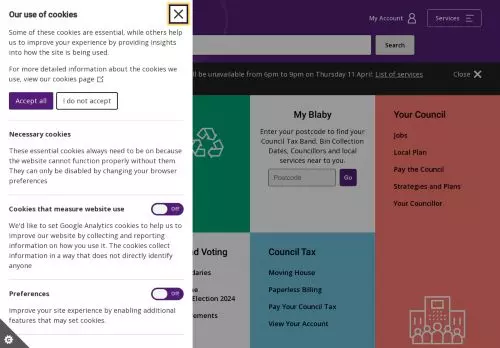 Our use of cookies
Some of these cookies are essential, while others help
us to improve your experience by providing insights
into how the site is being used.
For more detailed information about the cookies we
use, view our cookies page
Accept all
I do not accept
Necessary cookies
These essential cookies always need to be on because
the website cannot function properly without them.
They can only be disabled by changing your browser
preferences
Cookies that measure website use
Off
We'd like to set Google Analytics cookies to help us to
improve our website by collecting and reporting
information on how you use it. The cookies collect
information in a way that does not directly identify
anyone
Preferences
Off
Improve your site experience by enabling additional
features that may set cookies.
My Account
Services
Search
be unavailable from 6pm to 9pm on Thursday 11 April: List of services
Close
My Blaby
Enter your postcode to find your
Council Tax Band, Bin Collection
Dates, Councillors and local
services near to you.
Postcode
Go
Your Council
Jobs
Local Plan
Pay the Council
Strategies and Plans
Your Councillor
d Voting
Election 2024
Council Tax
Moving House
Paperless Billing
Pay Your Council Tax
View Your Account